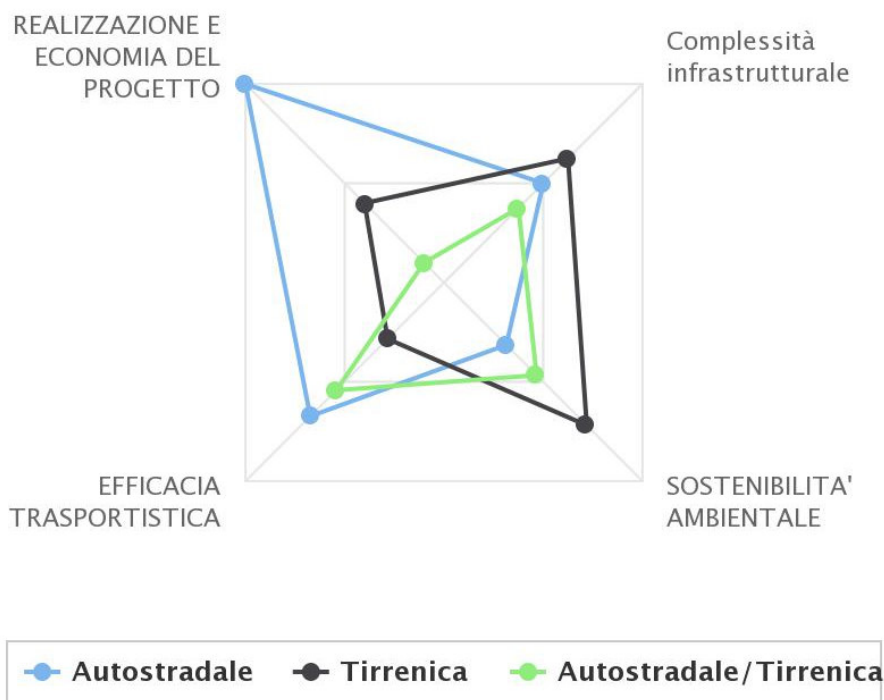 REALIZZAZIONE E
ECONOMIA DEL
PROGETTO
Complessità
infrastrutturale
EFFICACIA
TRASPORTISTICA
SOSTENIBILITA'
AMBIENTALE
Autostradale Tirrenica Autostradale/Tirrenica